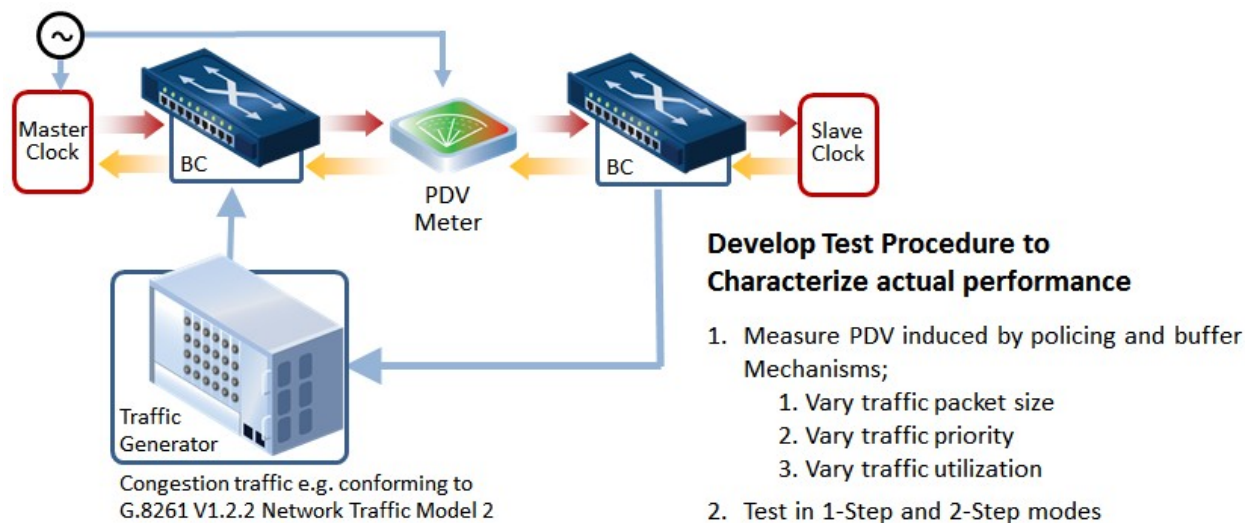 Master
Clock
BC
PDV
Meter
BC
Slave
Clock
Traffic
Generator
Congestion traffic e.g. conforming to
G.8261 V1.2.2 Network Traffic Model 2
Develop Test Procedure to
Characterize actual performance
1. Measure PDV induced by policing and buffer
Mechanisms;
1. Vary traffic packet size
2. Vary traffic priority
3. Vary traffic utilization
2. Test in 1-Step and 2-Step modes